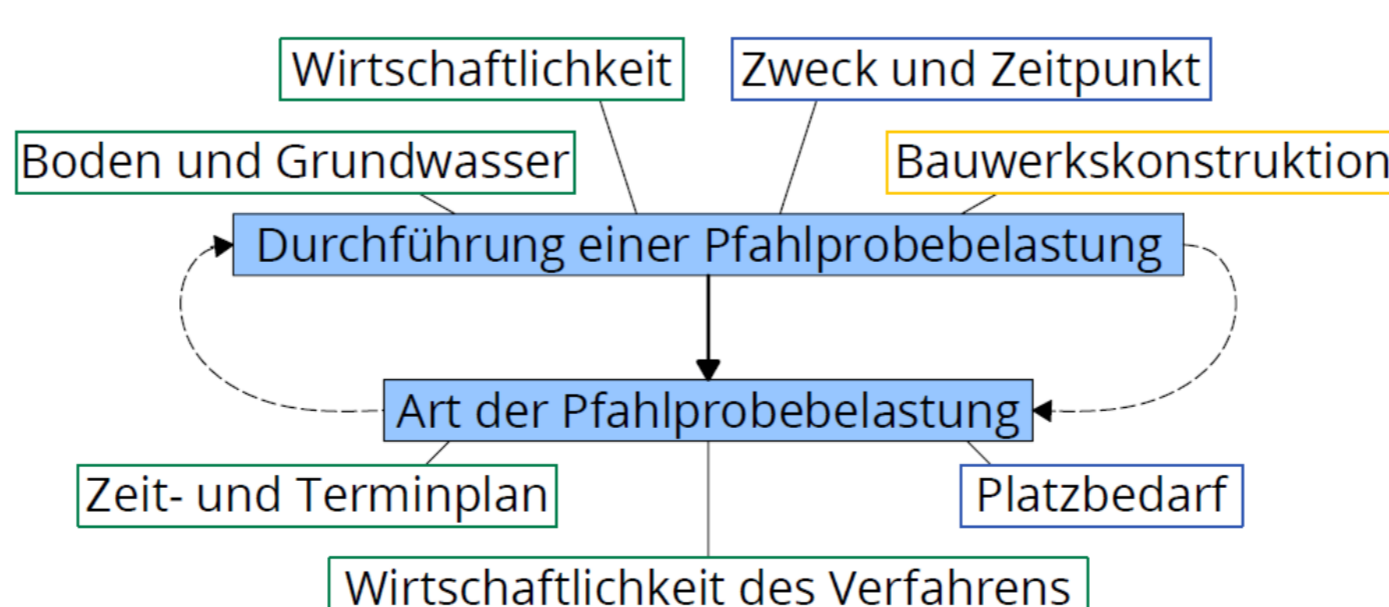 Wirtschaftlichkeit
Zweck und Zeitpunkt
Boden und Grundwasser
Bauwerkskonstruktion
Durchführung einer Pfahlprobebelastung
Art der Pfahlprobebelastung
Zeit- und Terminplan
Platzbedarf
Wirtschaftlichkeit des Verfahrens